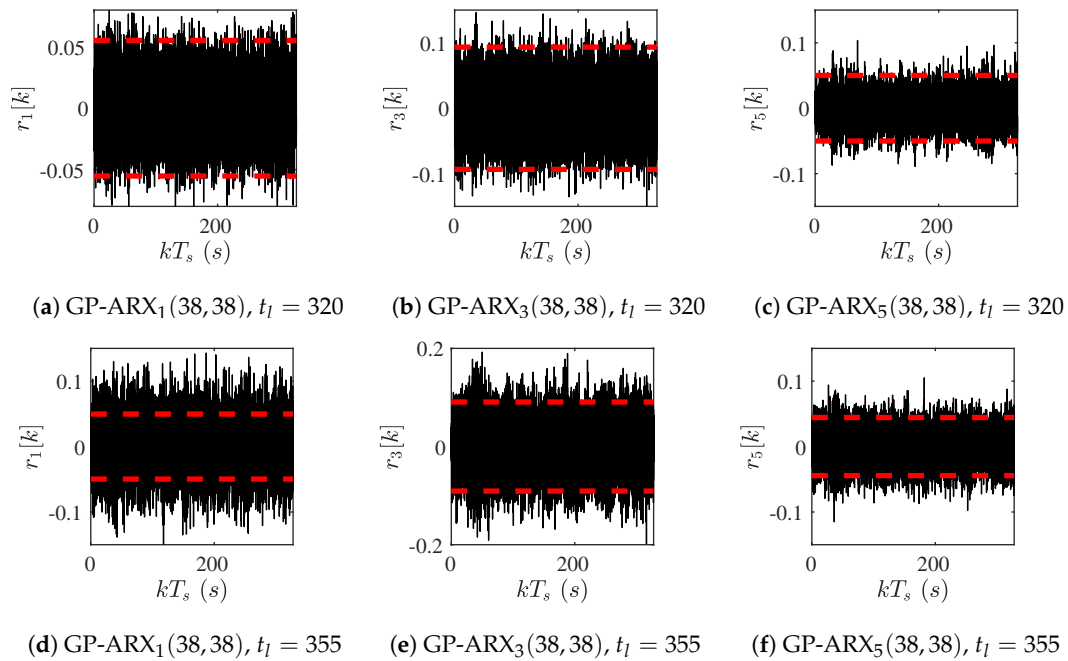 0.05
0
-0.05
r₁[k]
0 200
kTₛ (s)
(a) GP-ARX₁(38, 38), tₗ = 320
0.1
0
-0.1
r₃[k]
0 200
kTₛ (s)
(b) GP-ARX₃(38, 38), tₗ = 320
0.1
0
-0.1
r₅[k]
0 200
kTₛ (s)
(c) GP-ARX₅(38, 38), tₗ = 320
0.1
0
-0.1
r₁[k]
0 200
kTₛ (s)
(d) GP-ARX₁(38, 38), tₗ = 355
0.2
0
-0.2
r₃[k]
0 200
kTₛ (s)
(e) GP-ARX₃(38, 38), tₗ = 355
0.1
0
-0.1
r₅[k]
0 200
kTₛ (s)
(f) GP-ARX₅(38, 38), tₗ = 355